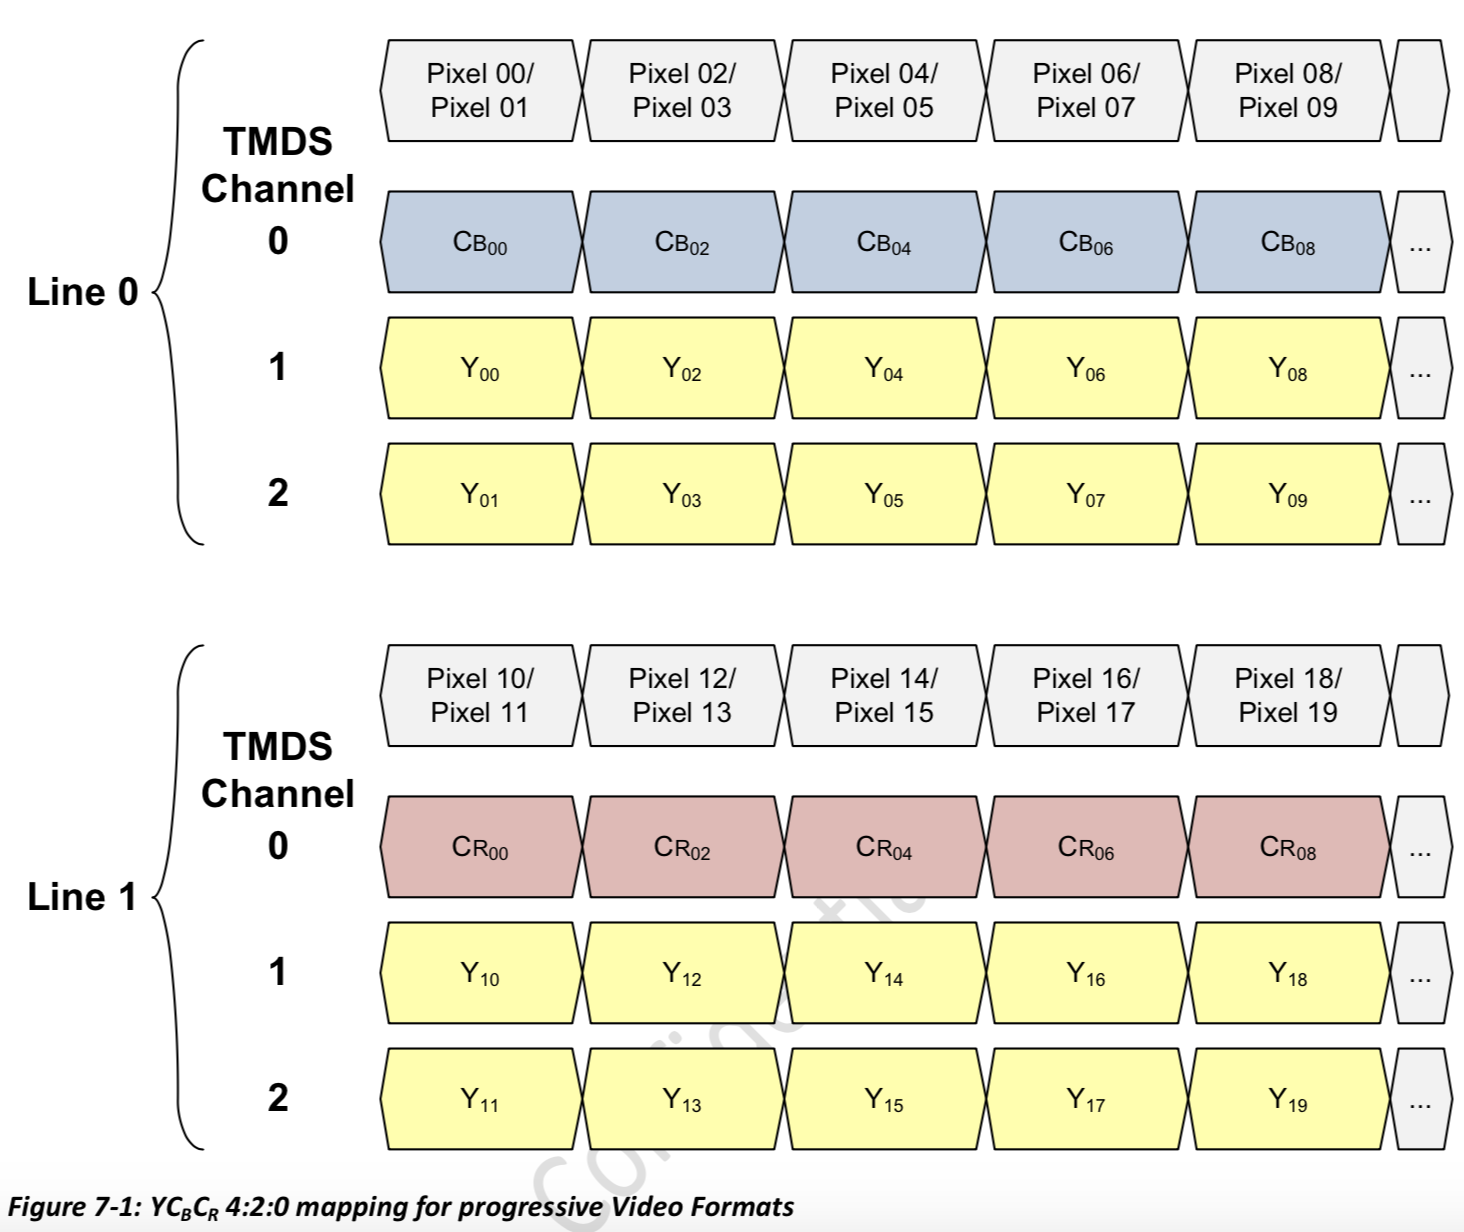 Pixel 00/ Pixel 02/ Pixel 04/ Pixel 06/ Pixel 08/
Pixel 01 Pixel 03 Pixel 05 Pixel 07 Pixel 09
TMDS
Channel
0 CB00 CB02 CB04 CB06 CB08 ...
Line 0
1 Y00 Y02 Y04 Y06 Y08 ...
2 Y01 Y03 Y05 Y07 Y09 ...
Pixel 10/ Pixel 12/ Pixel 14/ Pixel 16/ Pixel 18/
Pixel 11 Pixel 13 Pixel 15 Pixel 17 Pixel 19
TMDS
Channel
0 CR00 CR02 CR04 CR06 CR08 ...
Line 1
1 Y10 Y12 Y14 Y16 Y18 ...
2 Y11 Y13 Y15 Y17 Y19 ...
Figure 7-1: YCBCR 4:2:0 mapping for progressive Video Formats